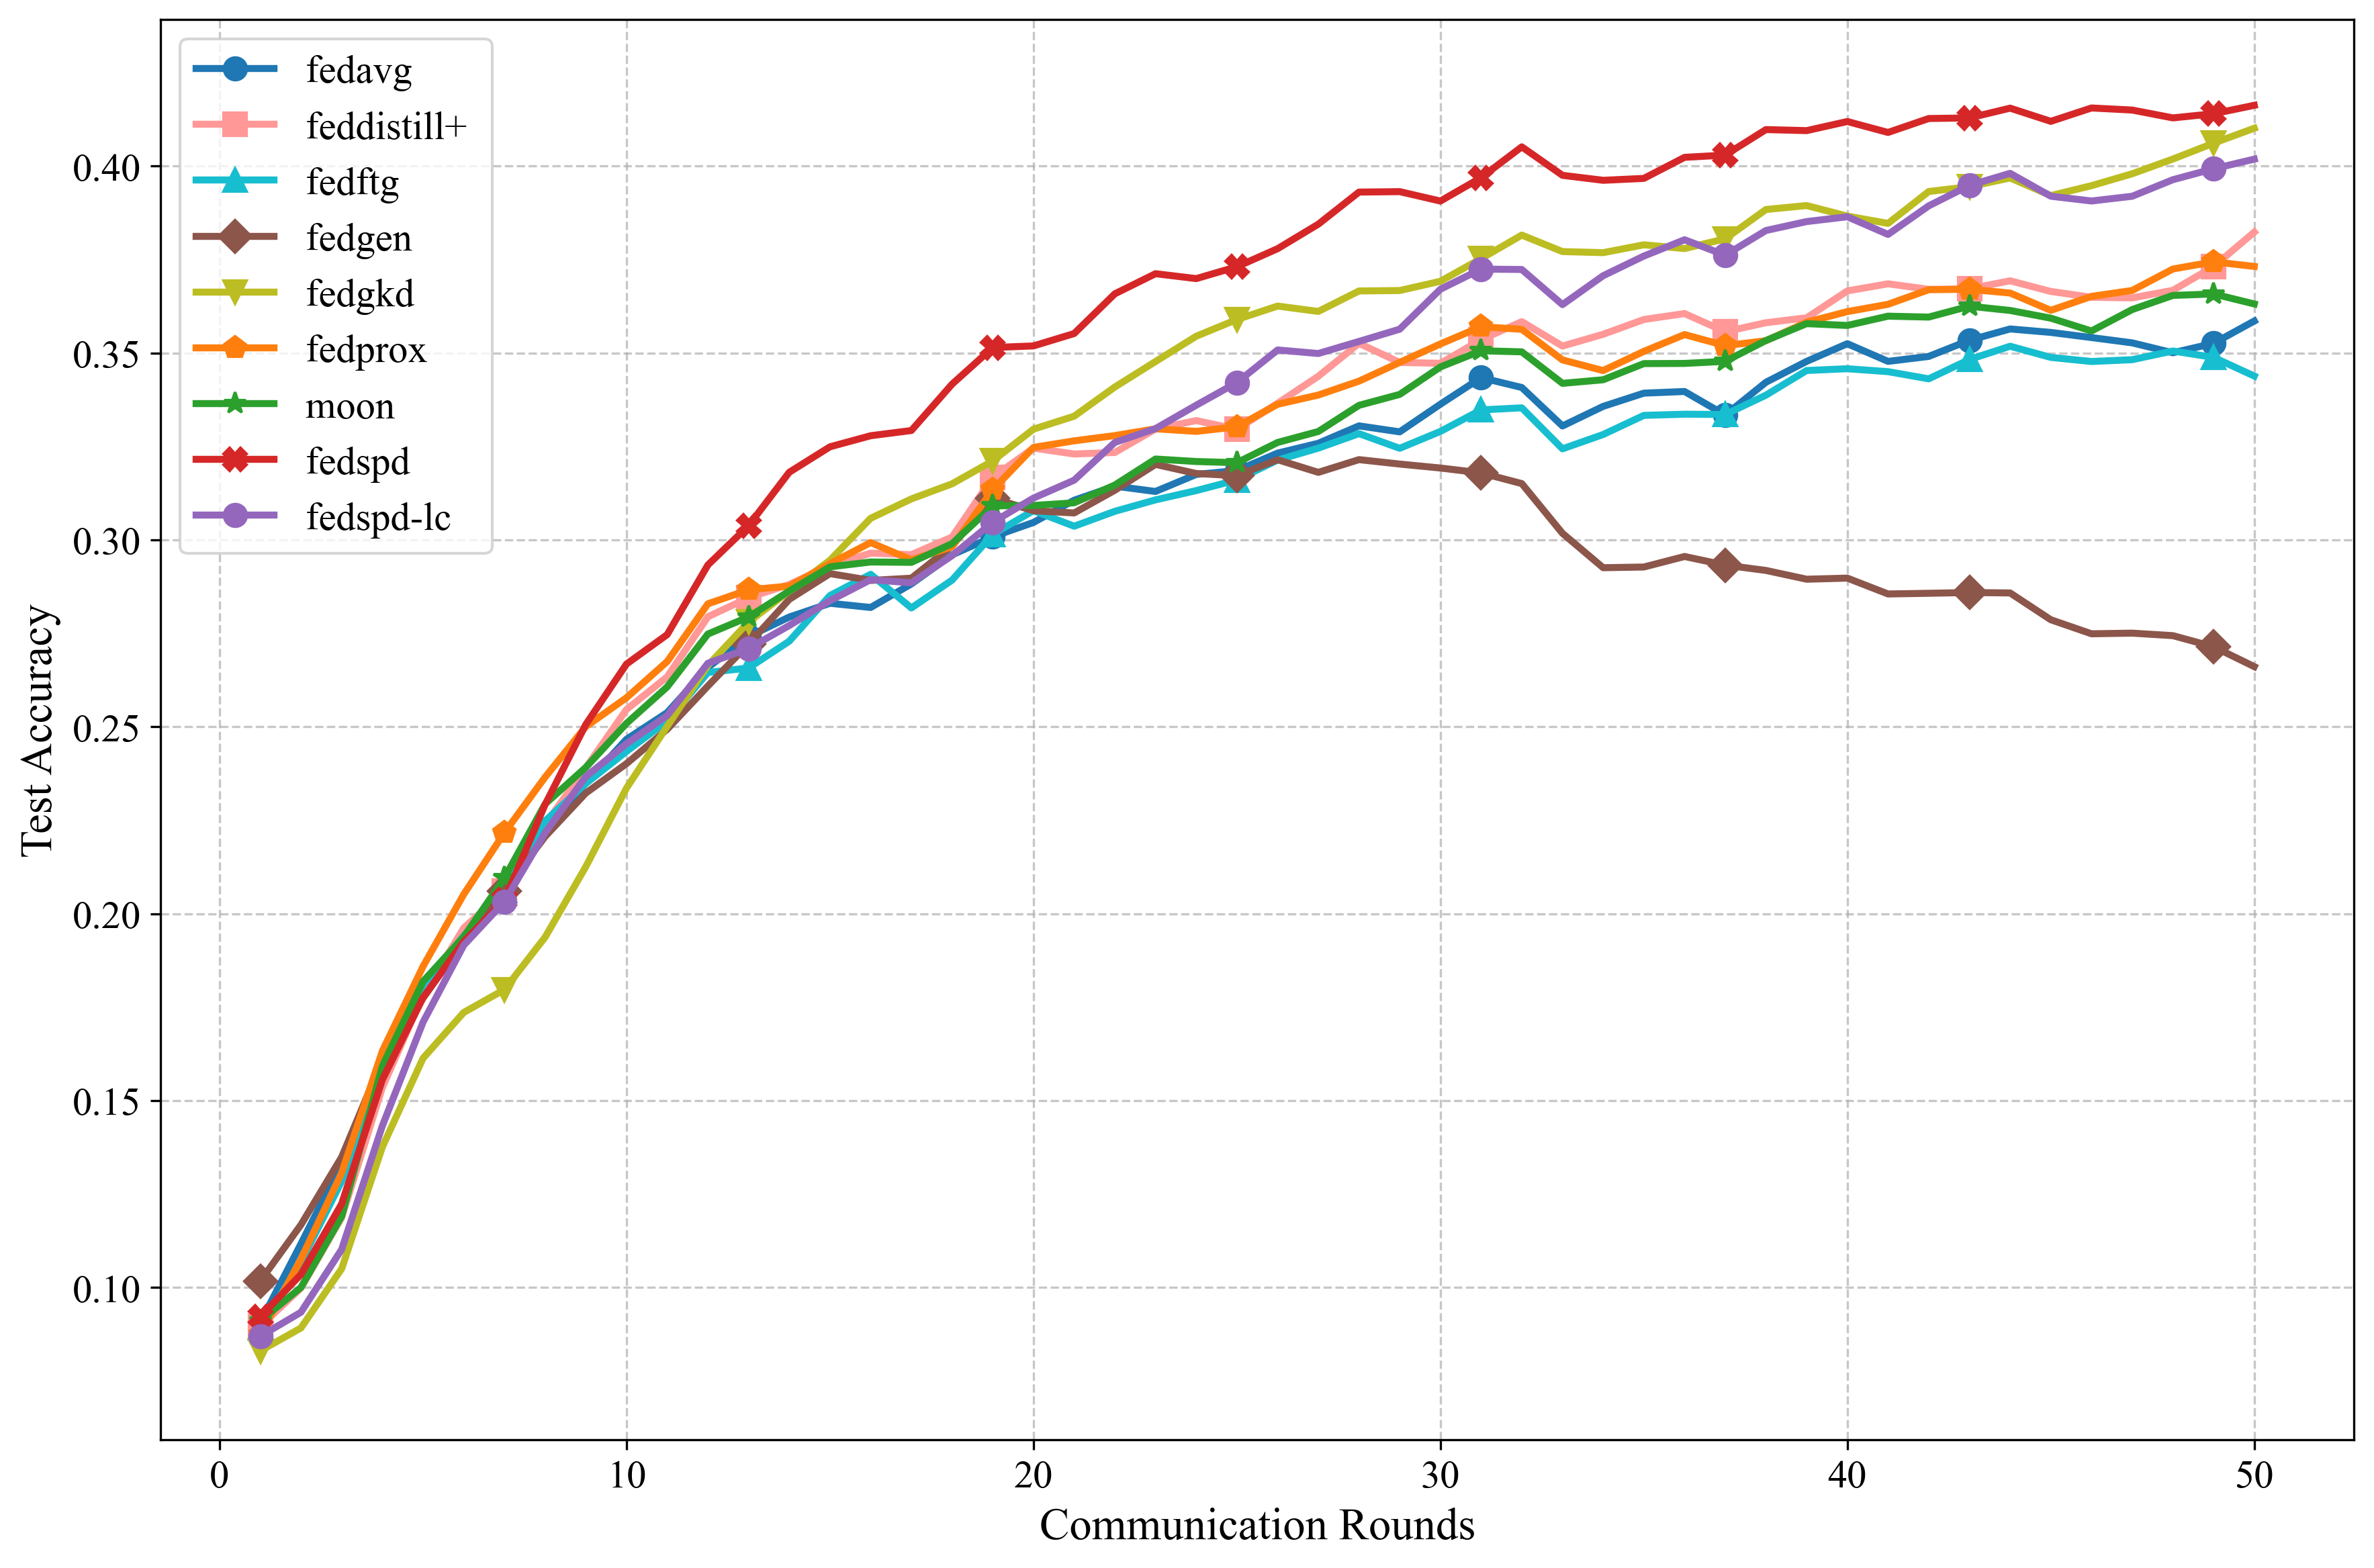 fedavg
feddistill+
fedftg
fedgen
fedgkd
fedprox
moon
fedspd
fedspd-lc
0.40
0.35
0.30
0.25
0.20
0.15
0.10
Test Accuracy
0 10 20 30 40 50
Communication Rounds